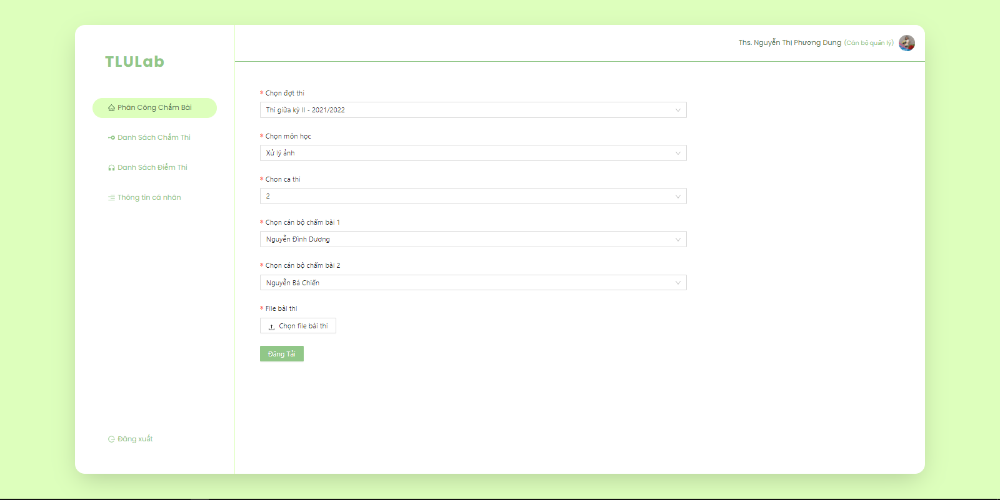 TLULab
Phân Công Chấm Bài
Danh Sách Chấm Thi
Danh Sách Điểm Thi
Thông tin cá nhân
Đăng xuất
Ths. Nguyễn Thị Phương Dung (Cán bộ quản lý)
* Chọn đợt thi
Thi giữa kỳ II - 2021/2022
* Chọn môn học
Xử lý ảnh
* Chon ca thi
2
* Chọn cán bộ chấm bài 1
Nguyễn Đình Dương
* Chọn cán bộ chấm bài 2
Nguyễn Bá Chiến
* File bài thi
Chọn file bài thi
Đăng Tải